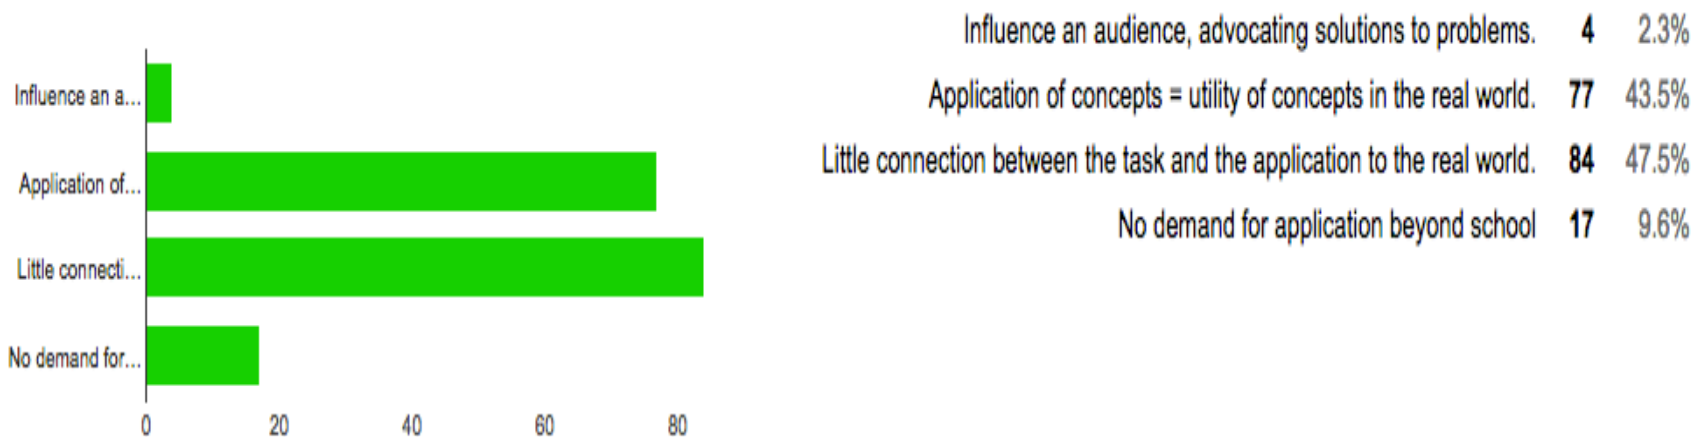 Influence an a...
Application of...
Little connecti...
No demand for...
0 20 40 60 80
Influence an audience, advocating solutions to problems. 4 2.3%
Application of concepts = utility of concepts in the real world. 77 43.5%
Little connection between the task and the application to the real world. 84 47.5%
No demand for application beyond school 17 9.6%